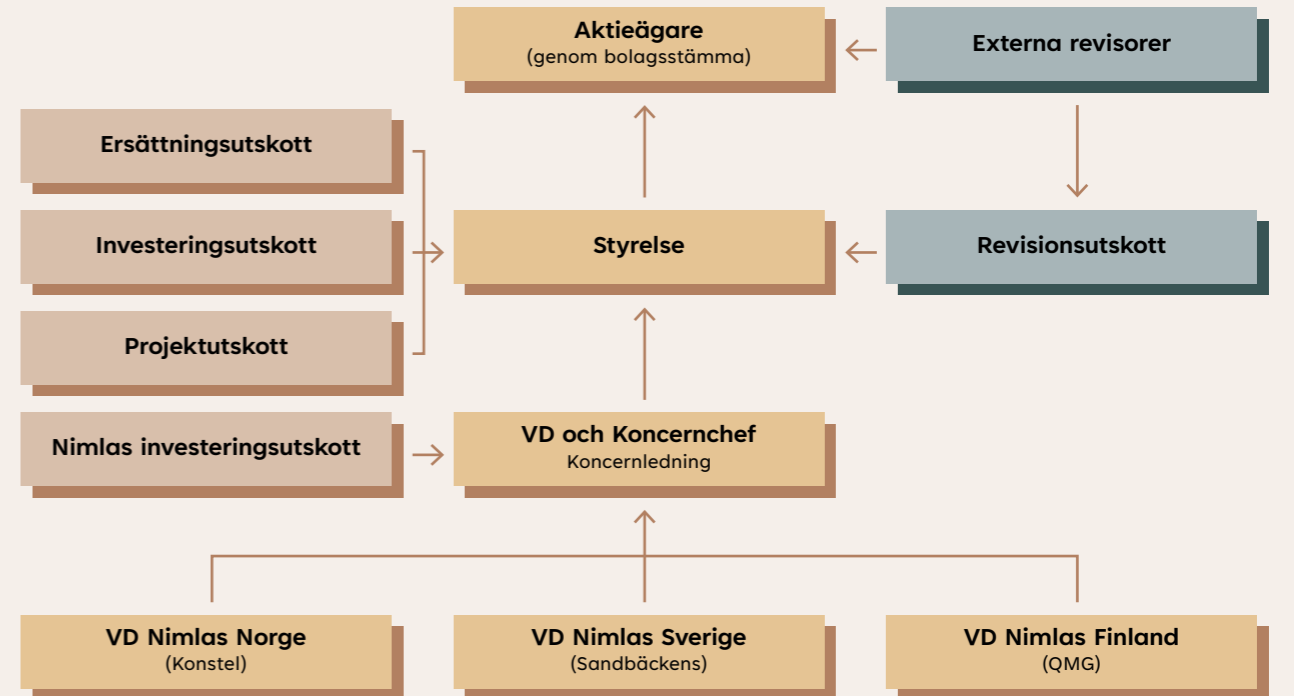 Aktieägare
(genom bolagsstämma)
Externa revisorer
Ersättningsutskott
Investeringsutskott
Styrelse
Revisionsutskott
Projektutskott
Nimlas investeringsutskott
VD och Koncernchef
Koncernledning
VD Nimlas Norge
(Konstel)
VD Nimlas Sverige
(Sandbäckens)
VD Nimlas Finland
(QMG)